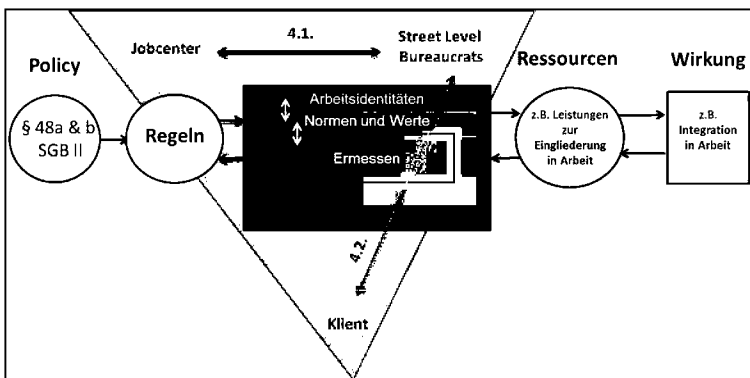 Jobcenter
4.1.
Street Level
Bureaucrats
Policy
Ressourcen
Wirkung
§ 48a & b
SGB II
Regeln
Arbeitsidentitäten
Normen und Werte
Ermessen
z.B. Leistungen
zur
Eingliederung
in Arbeit
z.B.
Integration
in Arbeit
4.2.
Klient